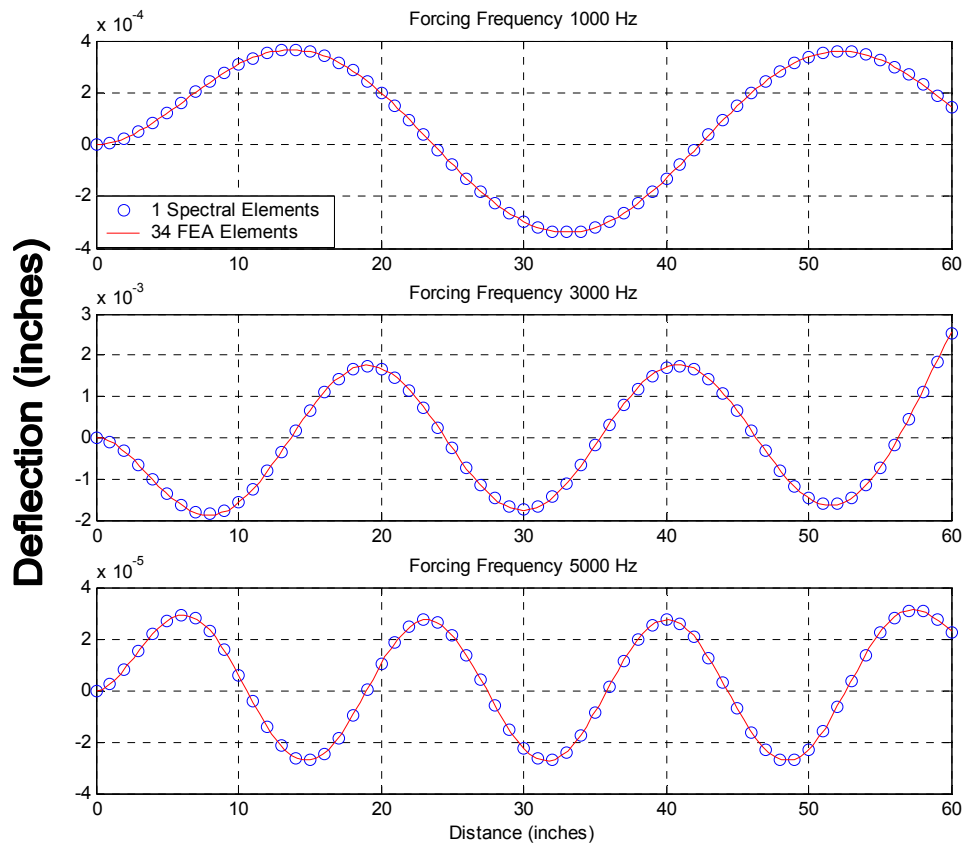 Forcing Frequency 1000 Hz
x 10^-4
4
2
0
-2
-4
1 Spectral Elements
34 FEA Elements
0 10 20 30 40 50 60
Forcing Frequency 3000 Hz
x 10^-3
3
2
1
0
-1
-2
0 10 20 30 40 50 60
Deflection (inches)
Forcing Frequency 5000 Hz
x 10^-5
4
2
0
-2
-4
0 10 20 30 40 50 60
Distance (inches)